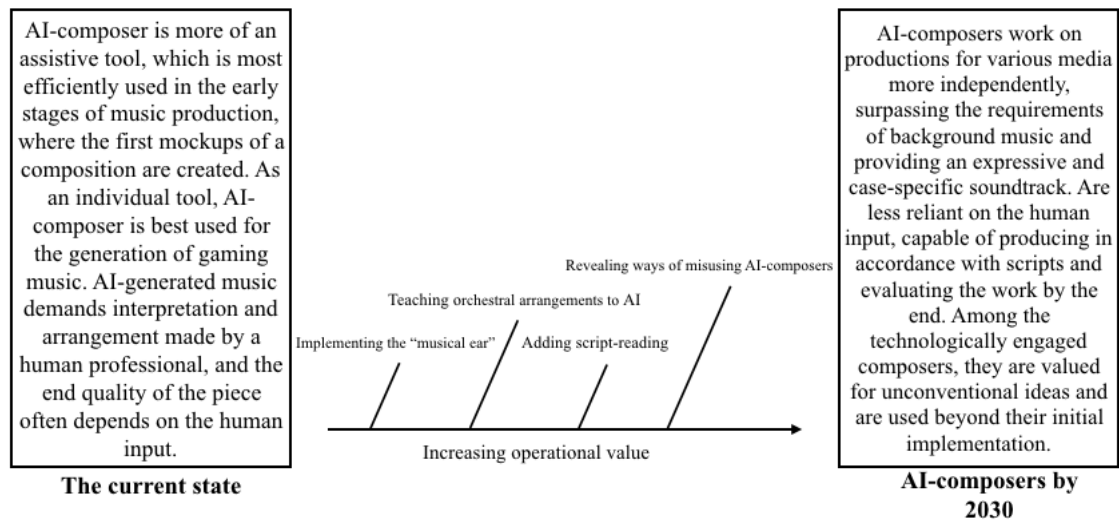 AI-composer is more of an
assistive tool, which is most
efficiently used in the early
stages of music production,
where the first mockups of a
composition are created. As
an individual tool, AI-
composer is best used for
the generation of gaming
music. AI-generated music
demands interpretation and
arrangement made by a
human professional, and the
end quality of the piece
often depends on the human
input.
The current state
Revealing ways of misusing AI-composers
Teaching orchestral arrangements to AI
Implementing the “musical ear”
Adding script-reading
Increasing operational value
AI-composers work on
productions for various media
more independently,
surpassing the requirements
of background music and
providing an expressive and
case-specific soundtrack. Are
less reliant on the human
input, capable of producing in
accordance with scripts and
evaluating the work by the
end. Among the
technologically engaged
composers, they are valued
for unconventional ideas and
are used beyond their initial
implementation.
AI-composers by
2030